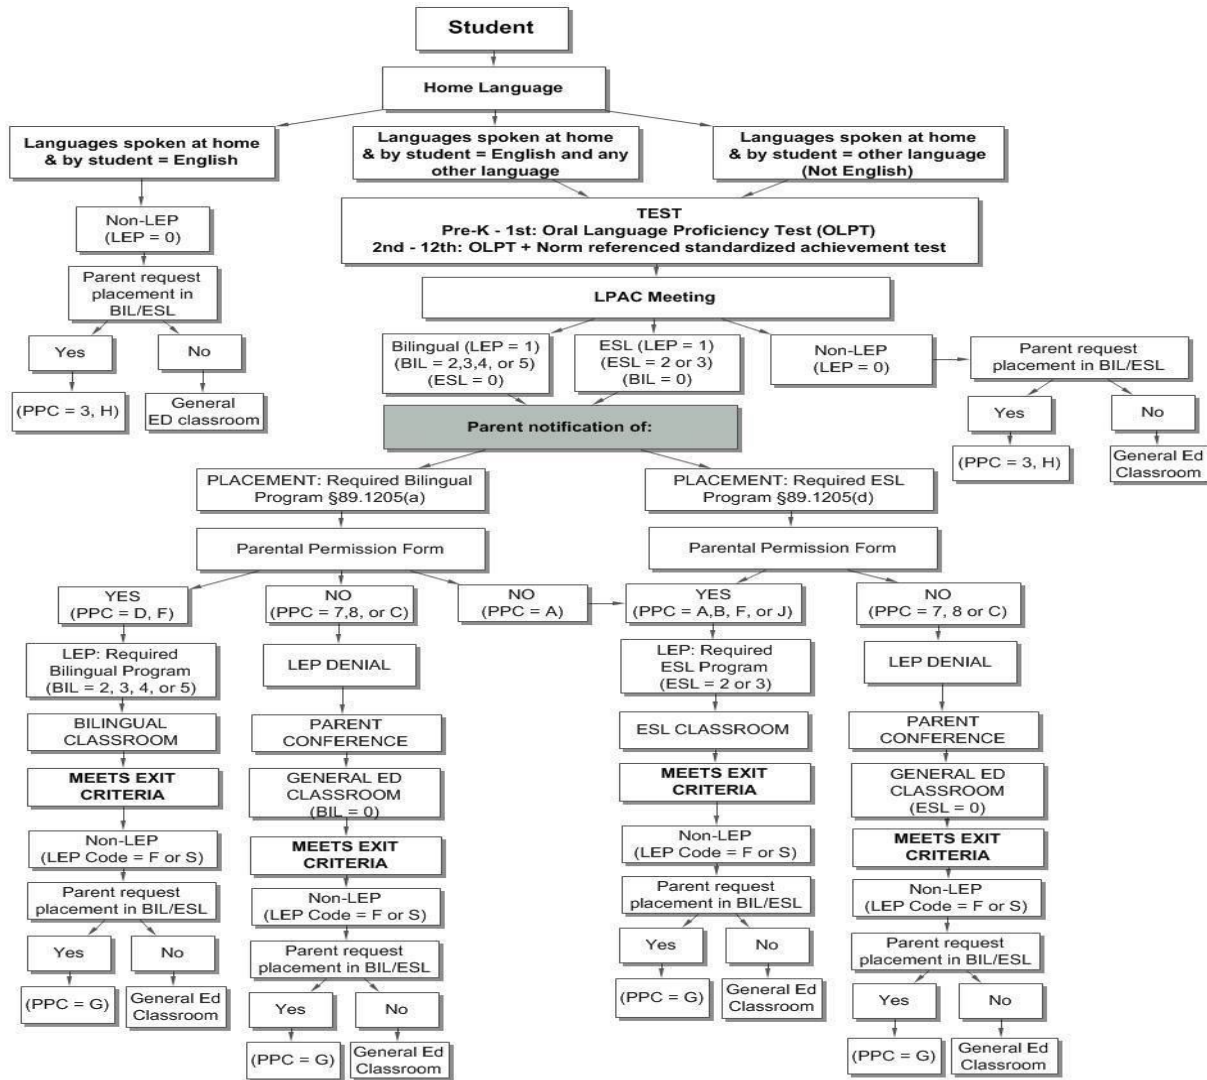 Student
Home Language
Languages spoken at home
& by student = English
Languages spoken at home
& by student = English and any
other language
Languages spoken at home
& by student = other language
(Not English)
Non-LEP
(LEP = 0)
TEST
Pre-K - 1st: Oral Language Proficiency Test (OLPT)
2nd - 12th: OLPT + Norm referenced standardized achievement test
Parent request
placement in
BIL/ESL
LPAC Meeting
Yes
No
Bilingual (LEP = 1)
(BIL = 2,3,4, or 5)
(ESL = 0)
ESL (LEP = 1)
(ESL = 2 or 3)
(BIL = 0)
Non-LEP
(LEP = 0)
Parent request
placement in BIL/ESL
(PPC = 3, H)
General
ED classroom
Yes
No
Parent notification of:
(PPC = 3, H)
General Ed
Classroom
PLACEMENT: Required Bilingual
Program §89.1205(a)
PLACEMENT: Required ESL
Program §89.1205(d)
Parental Permission Form
Parental Permission Form
YES
(PPC = D, F)
NO
(PPC = 7,8, or C)
NO
(PPC = A)
YES
(PPC = A,B, F, or J)
NO
(PPC = 7, 8 or C)
LEP: Required
Bilingual Program
(BIL = 2, 3, 4, or 5)
LEP DENIAL
LEP: Required
ESL Program
(ESL = 2 or 3)
LEP DENIAL
BILINGUAL
CLASSROOM
PARENT
CONFERENCE
ESL CLASSROOM
PARENT
CONFERENCE
MEETS EXIT
CRITERIA
GENERAL ED
CLASSROOM
(BIL = 0)
MEETS EXIT
CRITERIA
GENERAL ED
CLASSROOM
(ESL = 0)
Non-LEP
(LEP Code = F or S)
MEETS EXIT
CRITERIA
Non-LEP
(LEP Code = F or S)
MEETS EXIT
CRITERIA
Parent request
placement in BIL/ESL
Non-LEP
(LEP Code = F or S)
Parent request
placement in BIL/ESL
Non-LEP
(LEP Code = F or S)
Yes
No
Parent request
placement in BIL/ESL
Yes
No
Parent request
placement in BIL/ESL
(PPC = G)
General Ed
Classroom
Yes
No
(PPC = G)
General Ed
Classroom
Yes
No
(PPC = G)
General Ed
Classroom
(PPC = G)
General Ed
Classroom